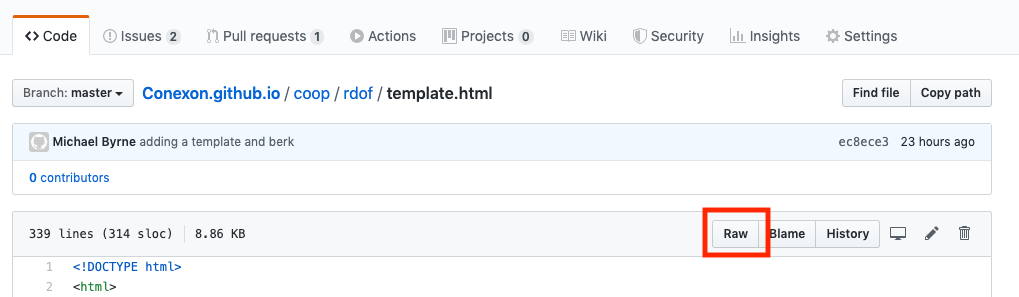 Code Issues 2 Pull requests 1 Actions Projects 0 Wiki Security Insights Settings
Branch: master Conexon.github.io / coop / rdof / template.html Find file Copy path
Michael Byrne adding a template and berk ec8ece3 23 hours ago
0 contributors
339 lines (314 sloc) 8.86 KB Raw Blame History
1 <!DOCTYPE html>
2 <html>